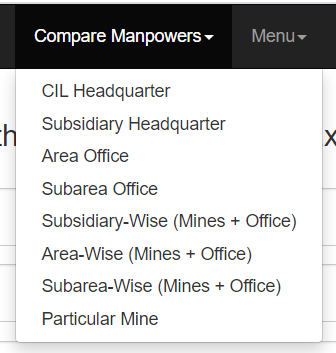 Compare Manpowers Menu
CIL Headquarter
Subsidiary Headquarter
Area Office
Subarea Office
Subsidiary-Wise (Mines + Office)
Area-Wise (Mines + Office)
Subarea-Wise (Mines + Office)
Particular Mine